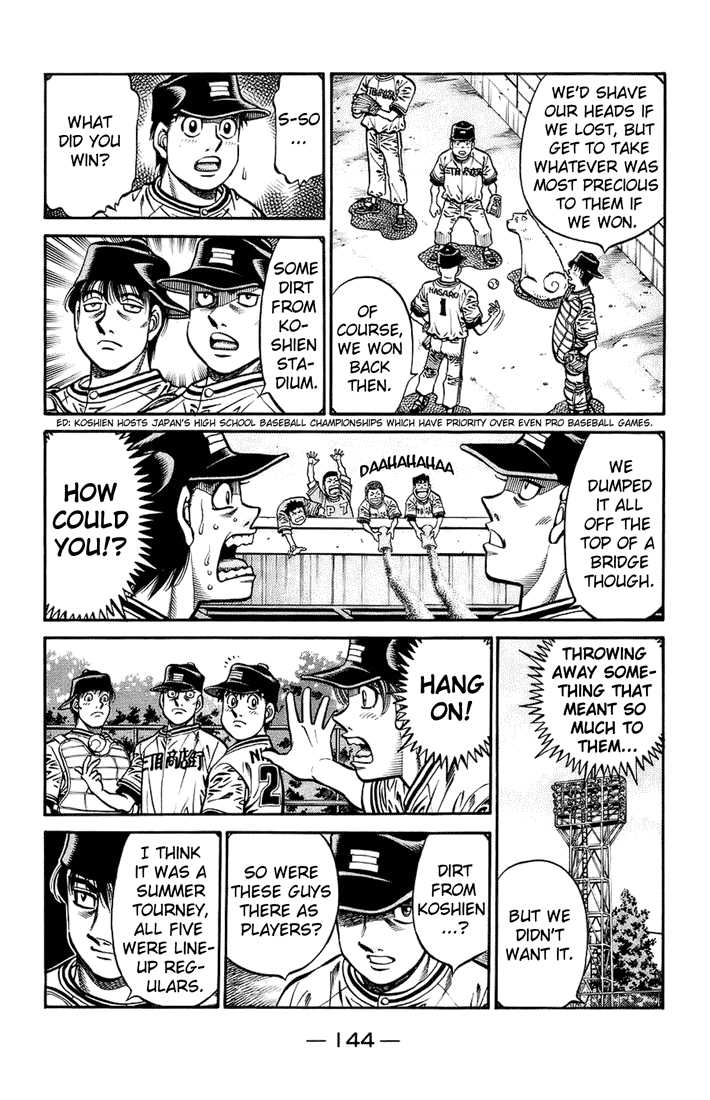 WE'D SHAVE
OUR HEADS IF
WE LOST, BUT
GET TO TAKE
WHATEVER WAS
MOST PRECIOUS
TO THEM IF
WE WON.
NASARO
1
OF
COURSE,
WE WON
BACK
THEN.
S-SO
...
WHAT
DID YOU
WIN?
SOME
DIRT
FROM
KO-
SHIEN
STA-
DIUM.
ED: KOSHIEN HOSTS JAPAN'S HIGH SCHOOL BASEBALL CHAMPIONSHIPS WHICH HAVE PRIORITY OVER EVEN PRO BASEBALL GAMES.
WE
DUMPED
IT ALL
OFF THE
TOP OF A
BRIDGE
THOUGH.
DAAHAHAHAA
HOW
COULD
YOU!?
THROWING
AWAY SOME-
THING THAT
MEANT SO
MUCH TO
THEM...
BUT WE
DIDN'T
WANT IT.
HANG
ON!
2
DIRT
FROM
KOSHIEN
...?
SO WERE
THESE GUYS
THERE AS
PLAYERS?
I THINK
IT WAS A
SUMMER
TOURNEY,
ALL FIVE
WERE LINE-
UP REG-
ULARS.
— 144 —